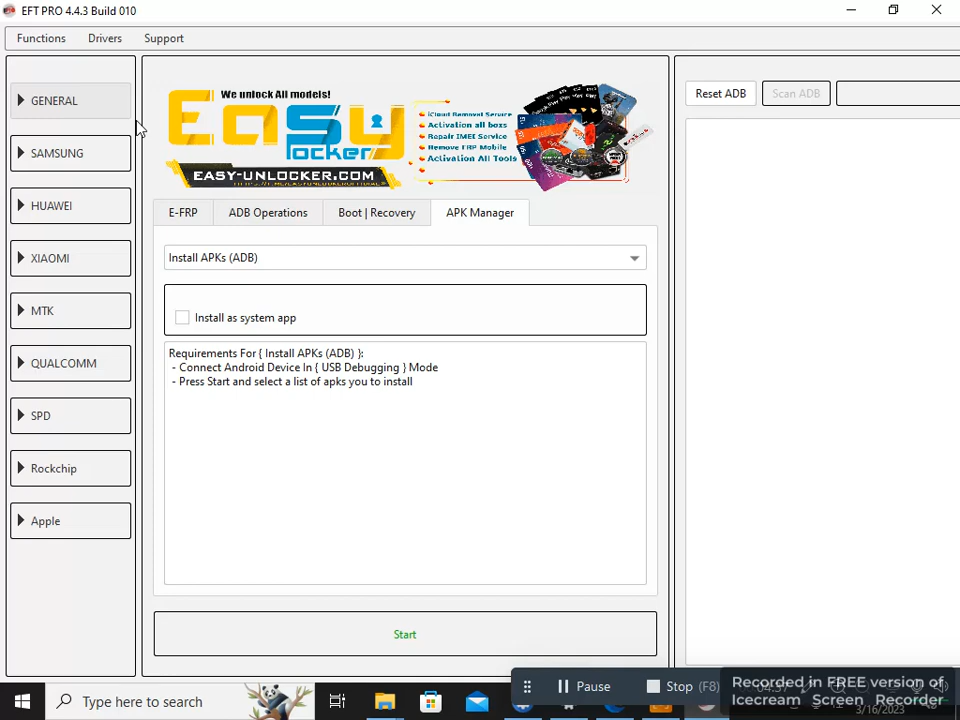 EFT PRO 4.4.3 Build 010
Functions Drivers Support
GENERAL
SAMSUNG
HUAWEI
XIAOMI
MTK
QUALCOMM
SPD
Rockchip
Apple
We unlock All models!
Easy
locker
EASY-UNLOCKER.COM
iCloud Removal Service
Activation all boxs
Repair IMEI Service
Remove FRP Mobile
Activation All Tools
E-FRP ADB Operations Boot | Recovery APK Manager
Install APKs (ADB)
Install as system app
Requirements For { Install APKs (ADB) }:
- Connect Android Device In { USB Debugging } Mode
- Press Start and select a list of apks you to install
Start
Reset ADB Scan ADB
Type here to search
Pause Stop (F8)
Recorded in FREE version of
Icecream Screen Recorder
3/16/2023